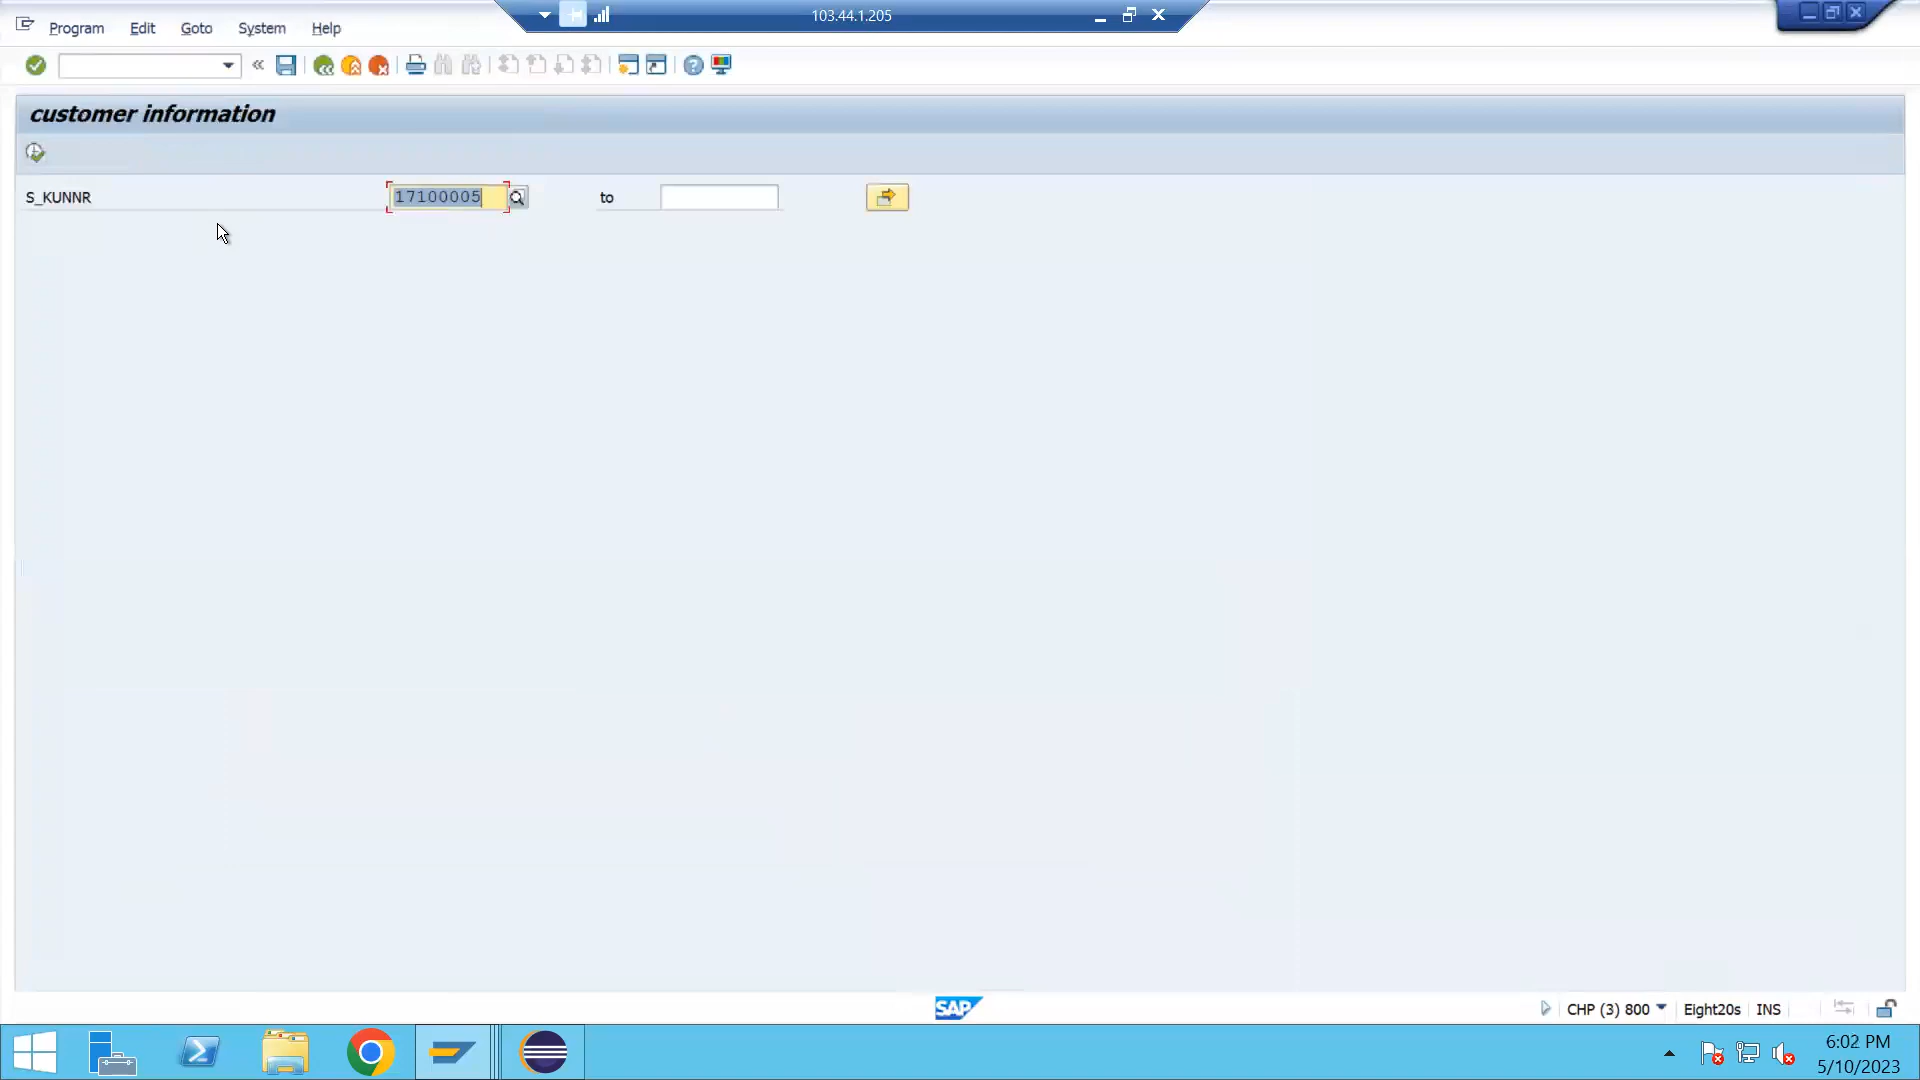 103.44.1.205
Program Edit Goto System Help
customer information
S_KUNNR 17100005 to
SAP CHP (3) 800 Eight20s INS
6:02 PM
5/10/2023